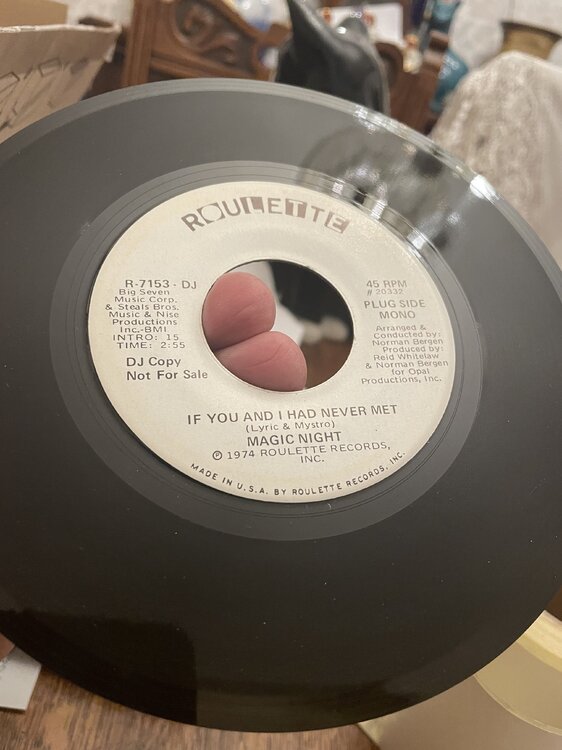 ROULETTE
R-7153 - DJ
Big Seven
Music Corp.
& Steals Bros.
Music & Nise
Productions
Inc.-BMI
INTRO: 15
TIME: 2:55
DJ Copy
Not For Sale
45 RPM
# 20332
PLUG SIDE
MONO
Arranged &
Conducted by:
Norman Bergen
Produced by:
Reid Whitelaw
& Norman Bergen
for Opal
Productions, Inc.
IF YOU AND I HAD NEVER MET
(Lyric & Mystro)
MAGIC NIGHT
℗ 1974 ROULETTE RECORDS,
INC.
MADE IN U.S.A. BY ROULETTE RECORDS, INC.